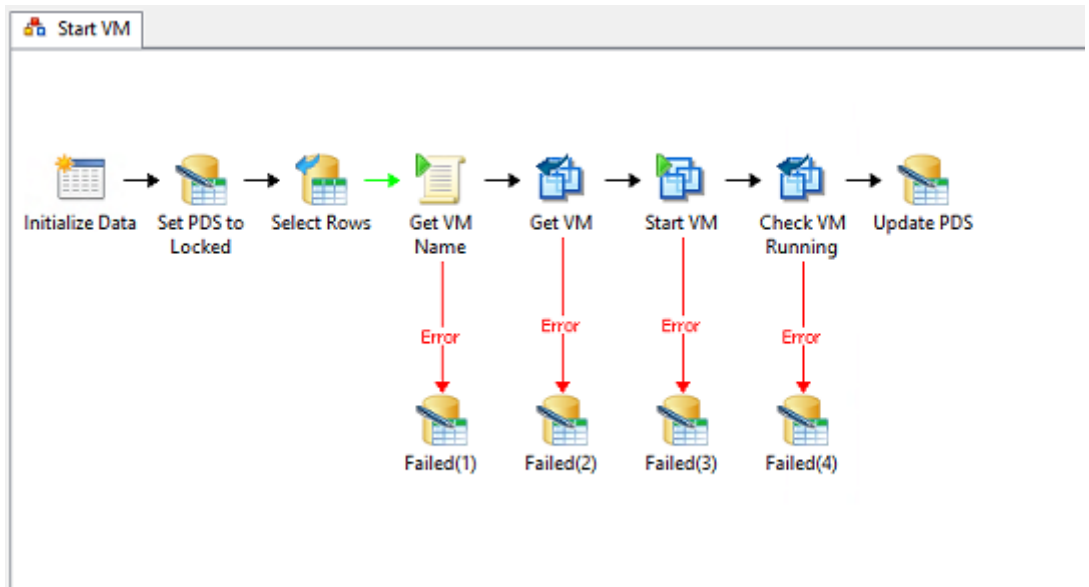 Start VM
Initialize Data
Set PDS to
Locked
Select Rows
Get VM
Name
Get VM
Start VM
Check VM
Running
Update PDS
Error
Error
Error
Error
Failed(1)
Failed(2)
Failed(3)
Failed(4)